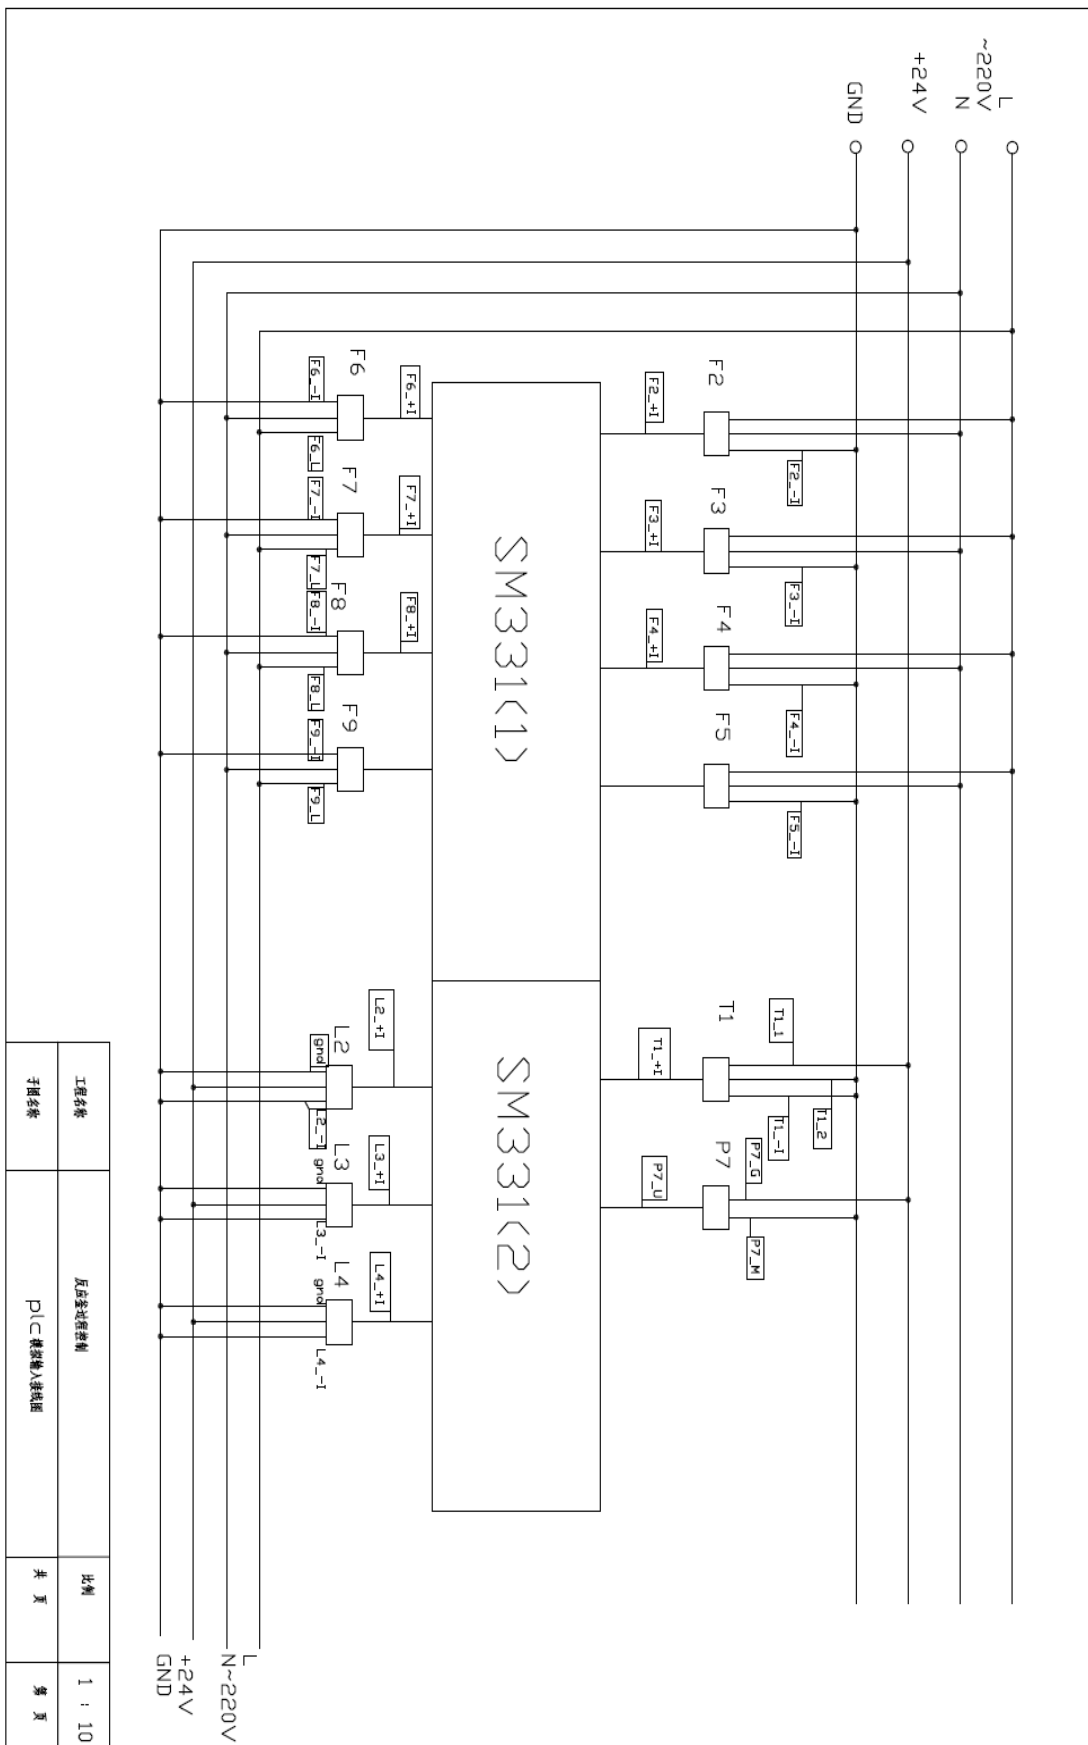 L
~220V
N
+24V
GND
F2
F2_+I
F2_-I
F3
F3_+I
F3_-I
F4
F4_+I
F4_-I
F5
F5_-I
T1
T1_1
T1_+I
T1_2
T1_-I
P7
P7_G
P7_U
P7_M
SM331(1)
SM331(2)
F6
F6_+I
F6_-I
F6_L
F7
F7_+I
F7_-I
F7_L
F8
F8_+I
F8_-I
F8_L
F9
F9_-I
F9_L
L2
L2_+I
gnd
L2_-I
L3
L3_+I
gnd
L3_-I
L4
L4_+I
gnd
L4_-I
L
N~220V
+24V
GND
工程名称
反应釜过程控制
比例
1 : 10
子图名称
plc模拟输入接线图
共 页
第 页